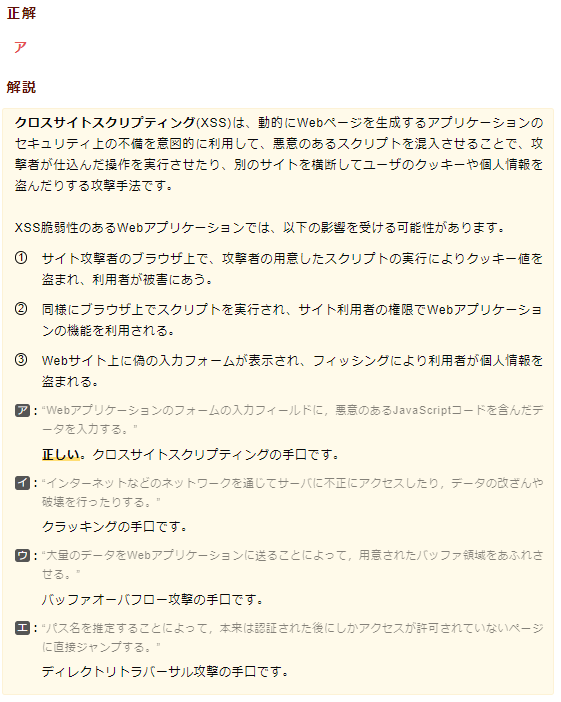 正解
ア
解説
クロスサイトスクリプティング(XSS)は、動的にWebページを生成するアプリケーションの
セキュリティ上の不備を意図的に利用して、悪意のあるスクリプトを混入させることで、攻
撃者が仕込んだ操作を実行させたり、別のサイトを横断してユーザのクッキーや個人情報を
盗んだりする攻撃手法です。
XSS脆弱性のあるWebアプリケーションでは、以下の影響を受ける可能性があります。
① サイト攻撃者のブラウザ上で、攻撃者の用意したスクリプトの実行によりクッキー値を
盗まれ、利用者が被害にあう。
② 同様にブラウザ上でスクリプトを実行され、サイト利用者の権限でWebアプリケーショ
ンの機能を利用される。
③ Webサイト上に偽の入力フォームが表示され、フィッシングにより利用者が個人情報を
盗まれる。
ア：“Webアプリケーションのフォームの入力フィールドに，悪意のあるJavaScriptコードを含んだデ
ータを入力する。”
正しい。クロスサイトスクリプティングの手口です。
イ：“インターネットなどのネットワークを通じてサーバに不正にアクセスしたり，データの改ざんや
破壊を行ったりする。”
クラッキングの手口です。
ウ：“大量のデータをWebアプリケーションに送ることによって，用意されたバッファ領域をあふれさ
せる。”
バッファオーバフロー攻撃の手口です。
エ：“パス名を推定することによって，本来は認証された後にしかアクセスが許可されていないページ
に直接ジャンプする。”
ディレクトリトラバーサル攻撃の手口です。